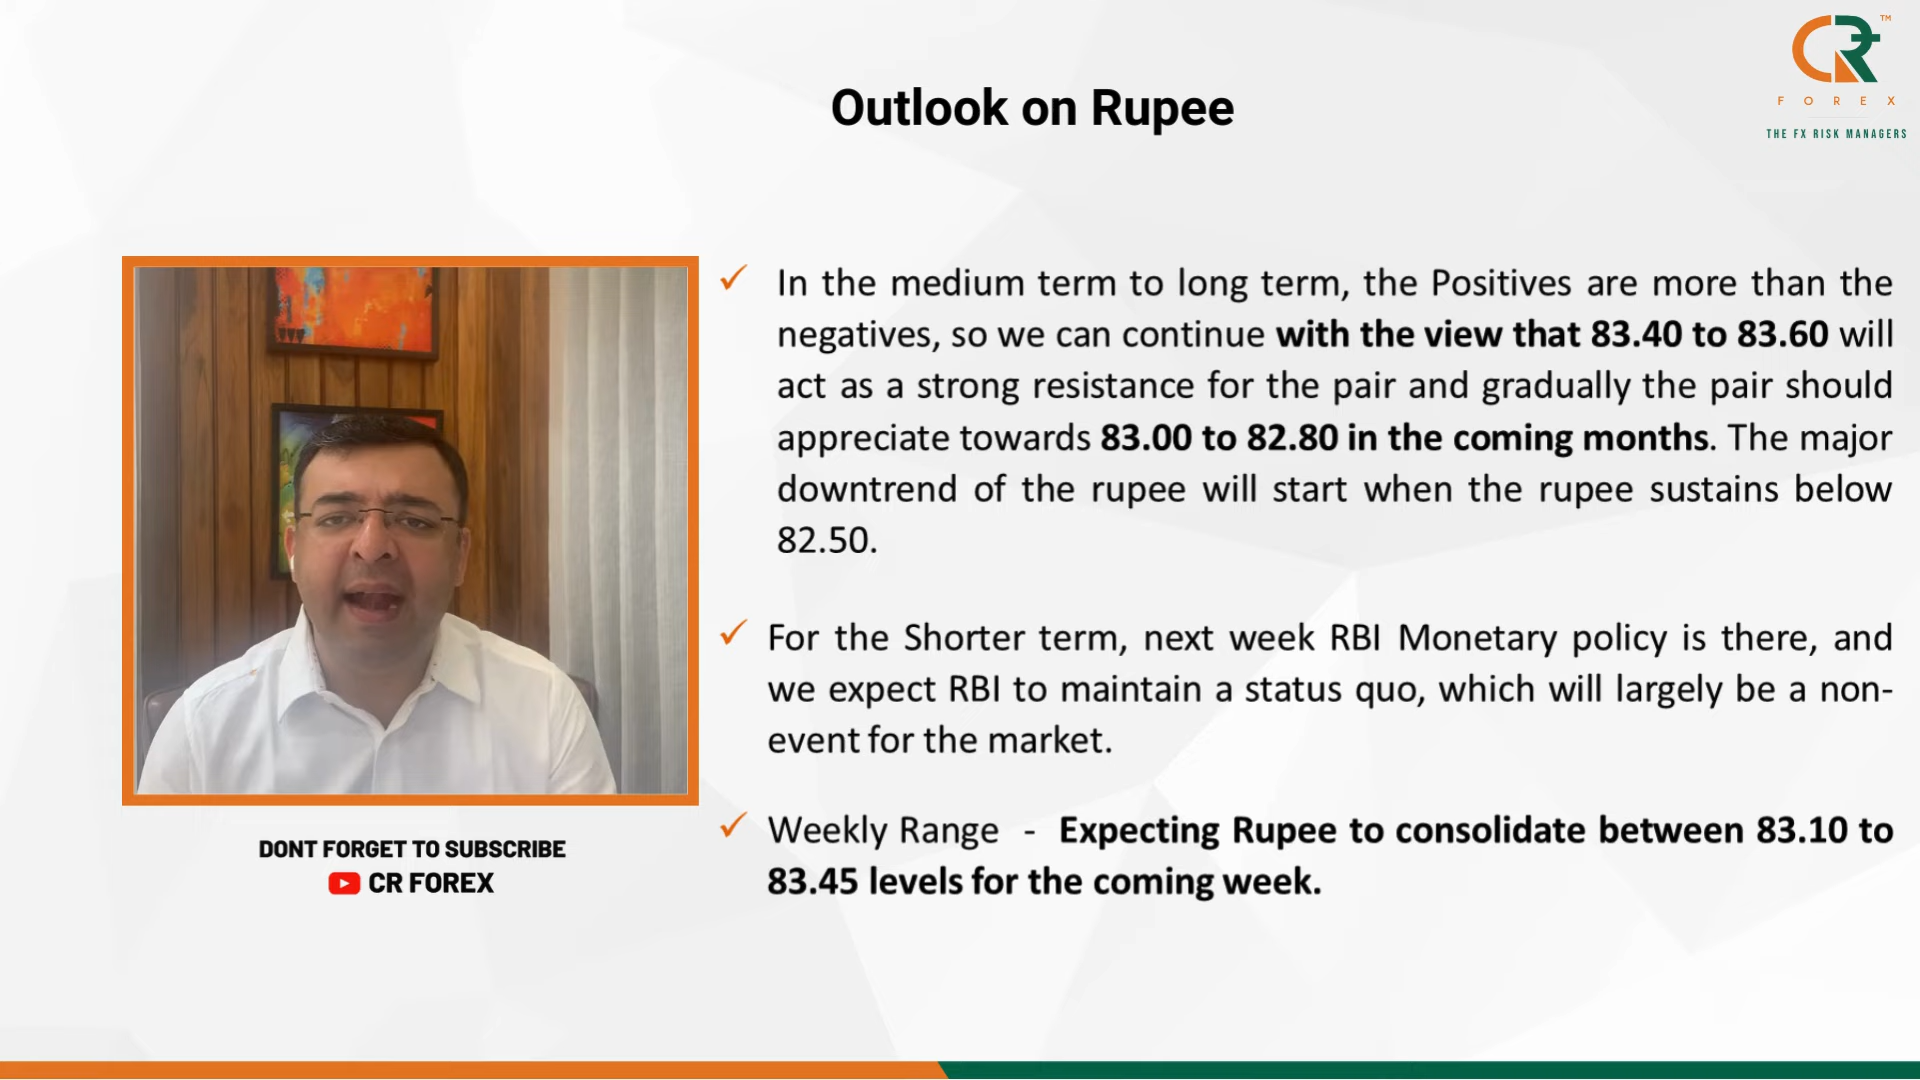 CR™
FOREX
THE FX RISK MANAGERS
Outlook on Rupee
In the medium term to long term, the Positives are more than the
negatives, so we can continue with the view that 83.40 to 83.60 will
act as a strong resistance for the pair and gradually the pair should
appreciate towards 83.00 to 82.80 in the coming months. The major
downtrend of the rupee will start when the rupee sustains below
82.50.
For the Shorter term, next week RBI Monetary policy is there, and
we expect RBI to maintain a status quo, which will largely be a non-
event for the market.
Weekly Range - Expecting Rupee to consolidate between 83.10 to
83.45 levels for the coming week.
DONT FORGET TO SUBSCRIBE
CR FOREX